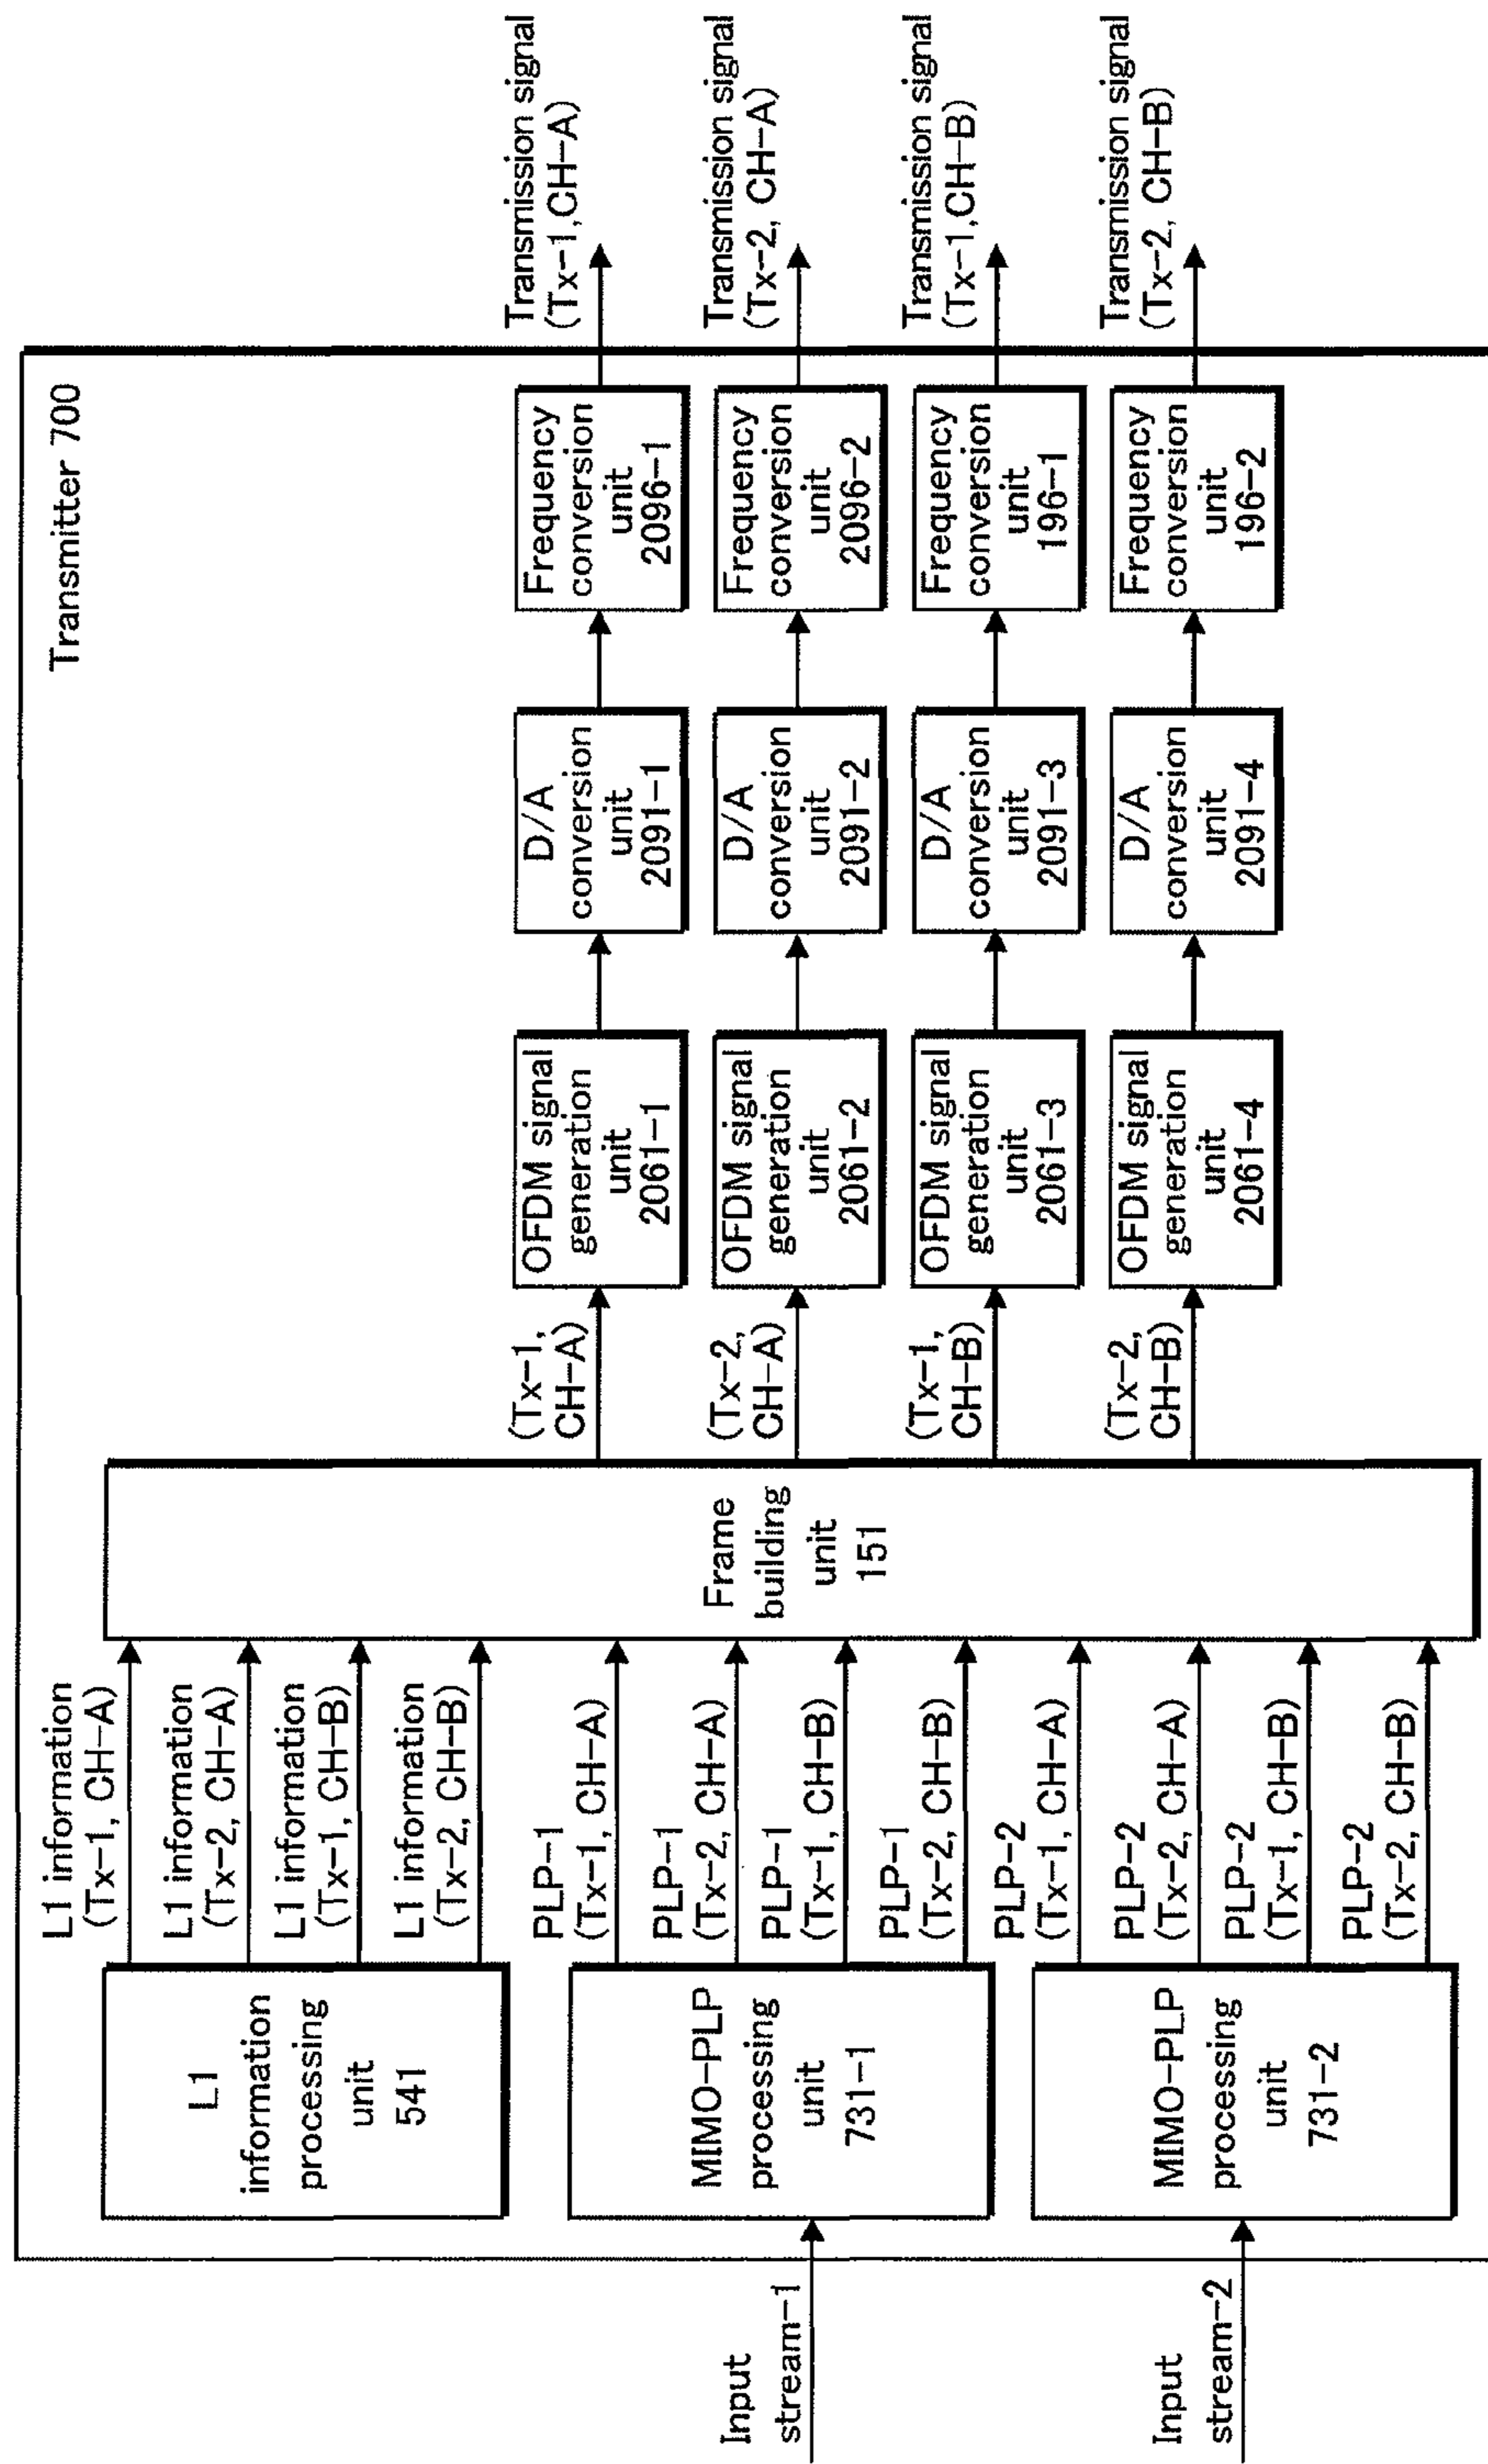 Transmitter 700
Input
stream-1
Input
stream-2
L1
information
processing
unit
541
MIMO-PLP
processing
unit
731-1
MIMO-PLP
processing
unit
731-2
L1 information
(Tx-1, CH-A)
L1 information
(Tx-2, CH-A)
L1 information
(Tx-1, CH-B)
L1 information
(Tx-2, CH-B)
PLP-1
(Tx-1, CH-A)
PLP-1
(Tx-2, CH-A)
PLP-1
(Tx-1, CH-B)
PLP-1
(Tx-2, CH-B)
PLP-2
(Tx-1, CH-A)
PLP-2
(Tx-2, CH-A)
PLP-2
(Tx-1, CH-B)
PLP-2
(Tx-2, CH-B)
Frame
building
unit
151
(Tx-1,
CH-A)
(Tx-2,
CH-A)
(Tx-1,
CH-B)
(Tx-2,
CH-B)
OFDM signal
generation
unit
2061-1
OFDM signal
generation
unit
2061-2
OFDM signal
generation
unit
2061-3
OFDM signal
generation
unit
2061-4
D/A
conversion
unit
2091-1
D/A
conversion
unit
2091-2
D/A
conversion
unit
2091-3
D/A
conversion
unit
2091-4
Frequency
conversion
unit
2096-1
Frequency
conversion
unit
2096-2
Frequency
conversion
unit
196-1
Frequency
conversion
unit
196-2
Transmission signal
(Tx-1,CH-A)
Transmission signal
(Tx-2, CH-A)
Transmission signal
(Tx-1,CH-B)
Transmission signal
(Tx-2, CH-B)